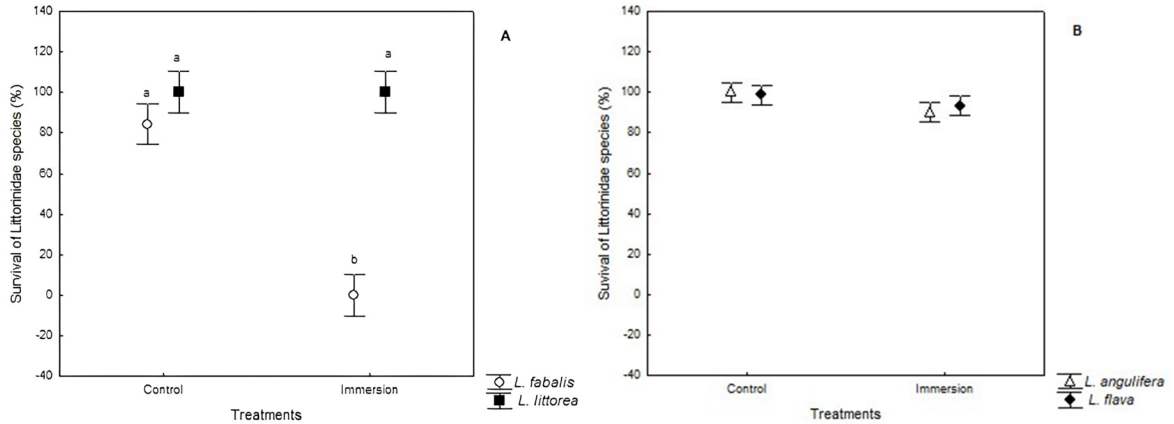 A
Survival of Littorinidae species (%)
140
120
100
80
60
40
20
0
-20
-40
a
a
a
b
Control
Immersion
Treatments
L. fabalis
L. littorea
B
Suvival of Littorinidae species (%)
140
120
100
80
60
40
20
0
-20
-40
Control
Immersion
Treatments
L. angulifera
L. flava